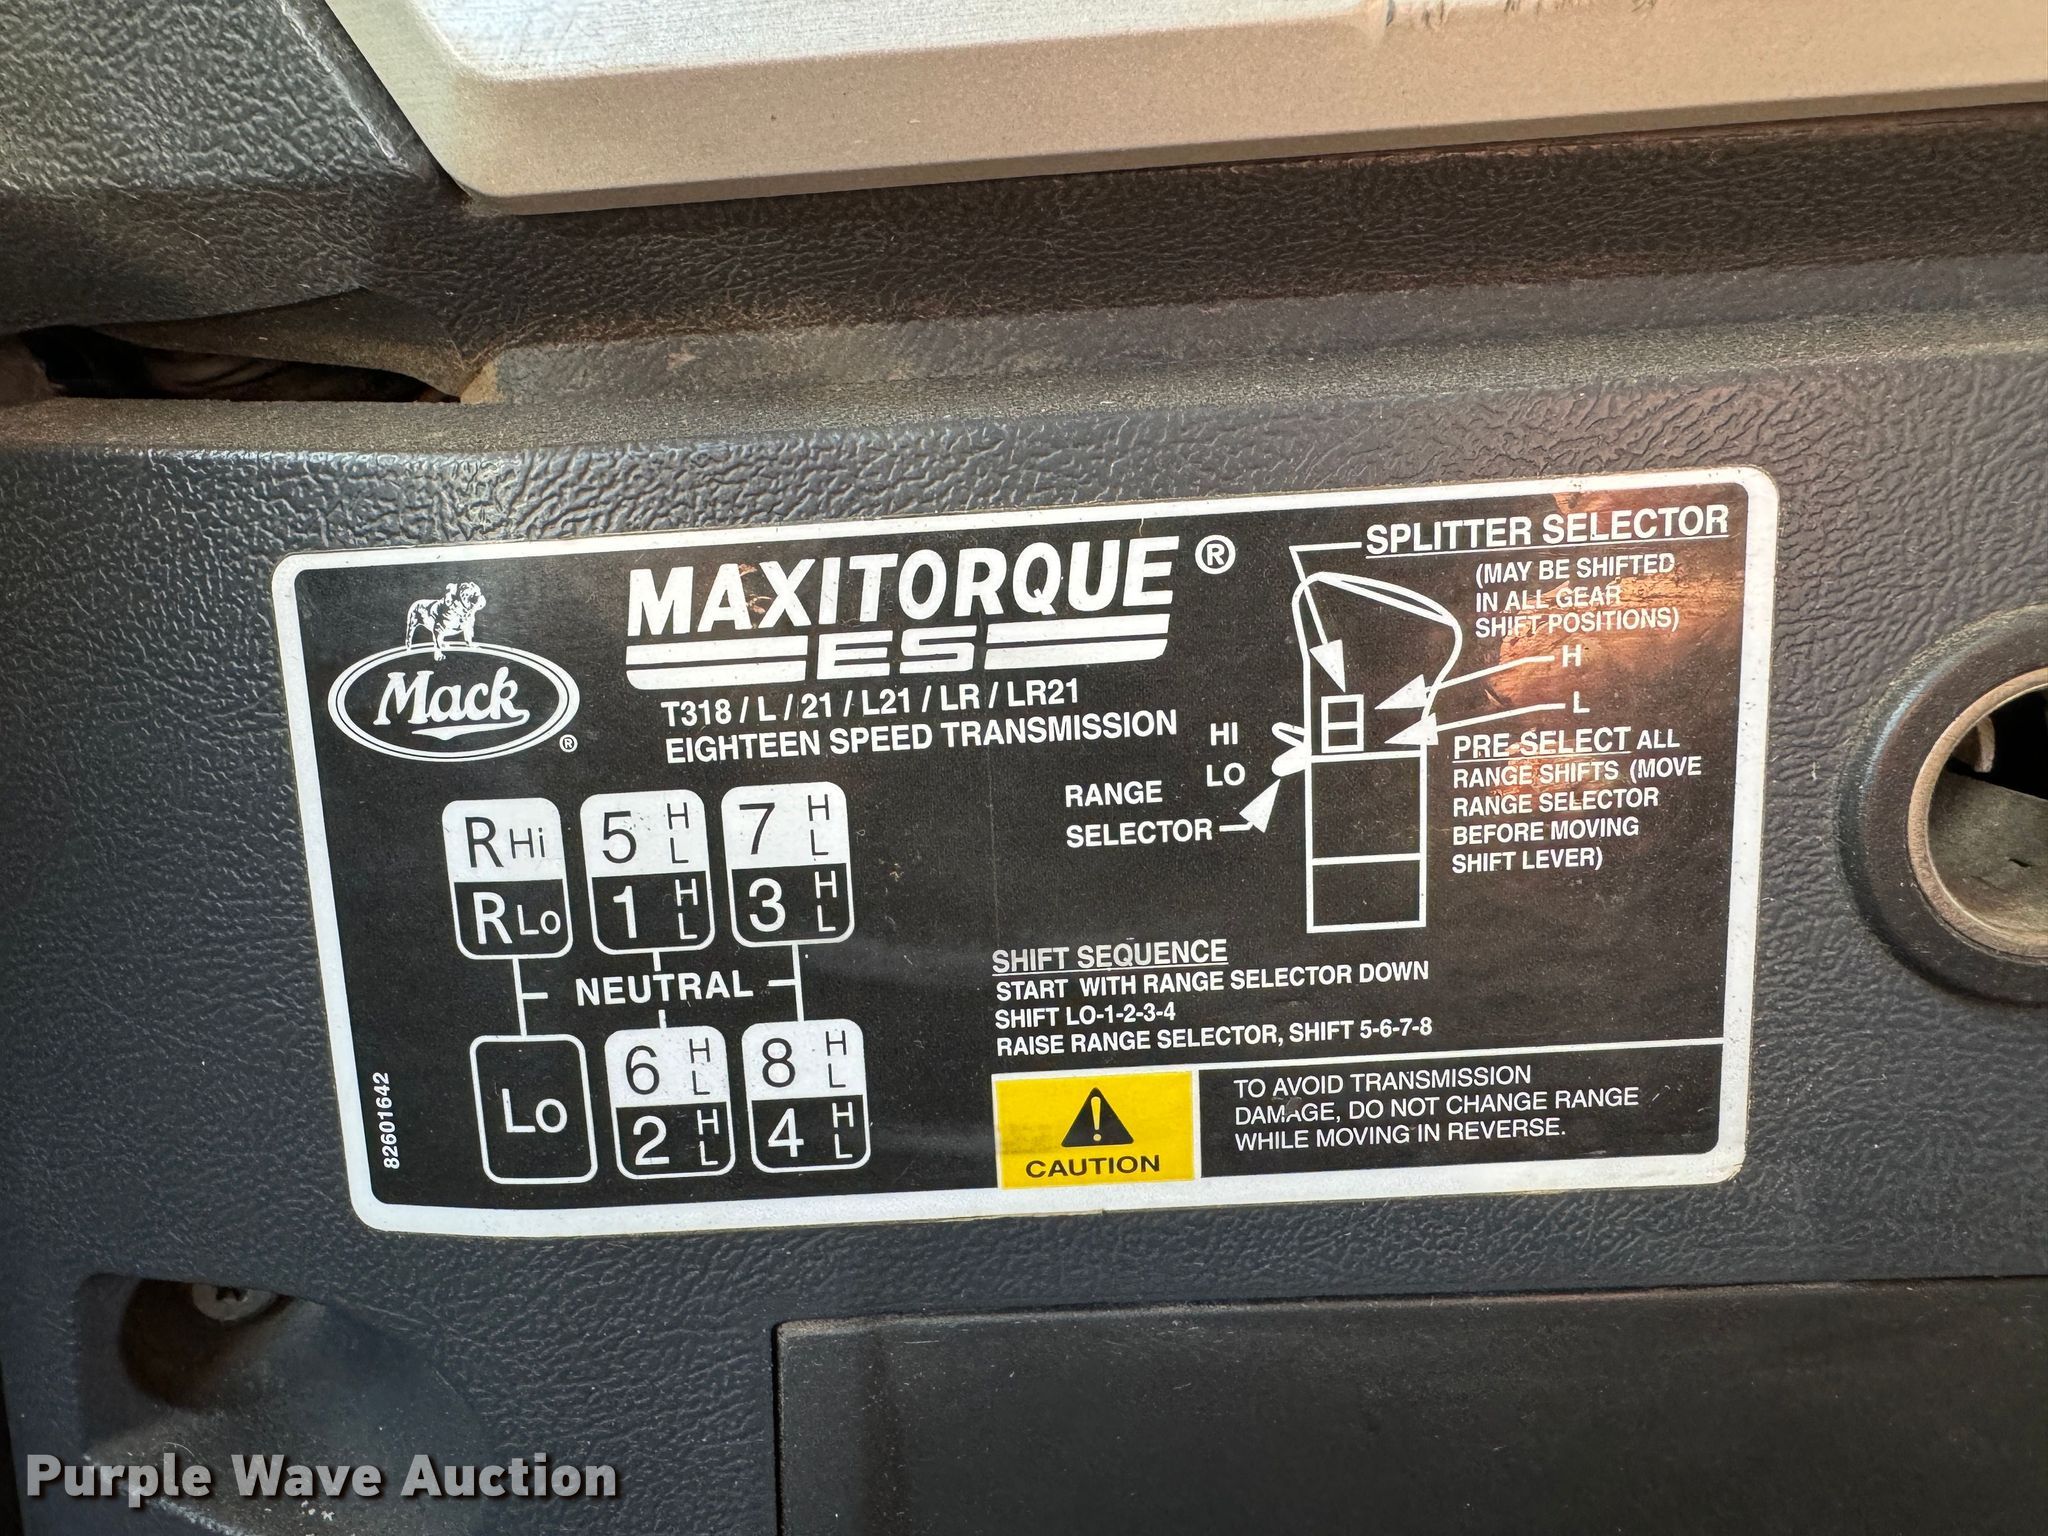 Mack®
MAXITORQUE®
ES
T318 / L / 21 / L21 / LR / LR21
EIGHTEEN SPEED TRANSMISSION
R Hi 5 H L 7 H L
R Lo 1 H L 3 H L
NEUTRAL
Lo 6 H L 8 H L
2 H L 4 H L
82601642
SPLITTER SELECTOR
(MAY BE SHIFTED
IN ALL GEAR
SHIFT POSITIONS)
H
L
HI
LO
RANGE
SELECTOR
PRE-SELECT ALL
RANGE SHIFTS (MOVE
RANGE SELECTOR
BEFORE MOVING
SHIFT LEVER)
SHIFT SEQUENCE
START WITH RANGE SELECTOR DOWN
SHIFT LO-1-2-3-4
RAISE RANGE SELECTOR, SHIFT 5-6-7-8
CAUTION
TO AVOID TRANSMISSION
DAMAGE, DO NOT CHANGE RANGE
WHILE MOVING IN REVERSE.
Purple Wave Auction